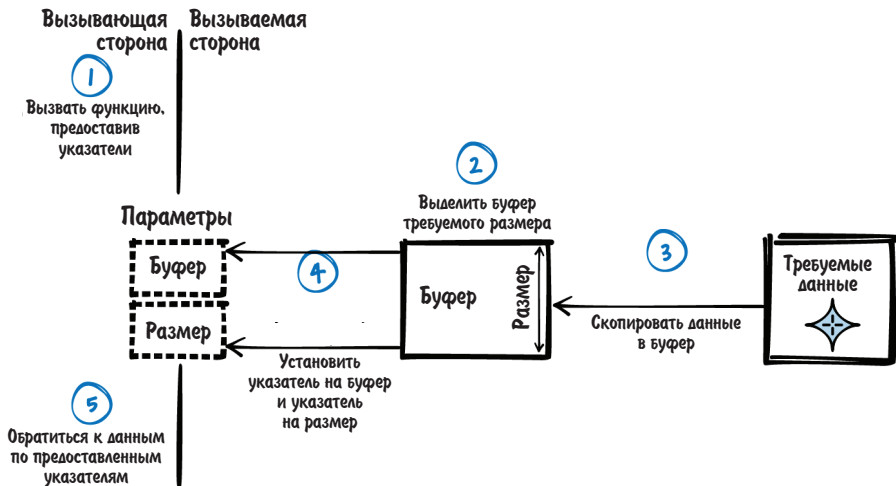 Вызывающая
сторона
Вызываемая
сторона
1
Вызвать функцию,
предоставив
указатели
2
Выделить буфер
требуемого размера
Параметры
Буфер
Размер
4
Установить
указатель на буфер
и указатель
на размер
Буфер
Размер
3
Скопировать данные
в буфер
Требуемые
данные
5
Обратиться к данным
по предоставленным
указателям